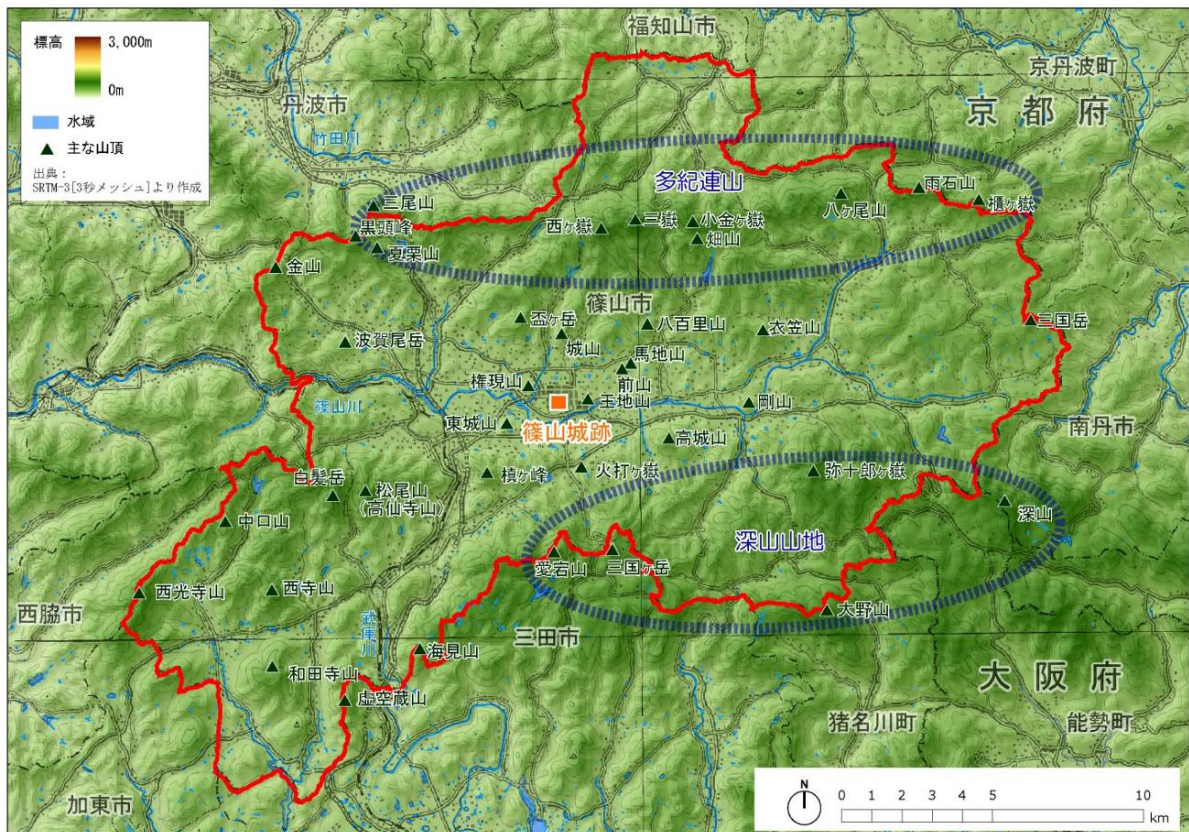 標高
3,000m
0m
水域
主な山頂
出典：
SRTM-3[3秒メッシュ]より作成
福知山市
京丹波町
京都府
丹波市
竹田川
多紀連山
三尾山
黒頭峰
夏栗山
金山
西ヶ嶽
三嶽
小金ヶ嶽
畑山
八ヶ尾山
雨石山
櫃ヶ嶽
篠山市
盃ヶ岳
城山
八百里山
衣笠山
三国岳
波賀尾岳
馬地山
前山
権現山
王地山
剛山
篠山川
東城山
篠山城跡
高城山
南丹市
槙ヶ峰
火打ヶ嶽
弥十郎ヶ嶽
白髪岳
松尾山
(高仙寺山)
中口山
深山
深山山地
愛宕山
三国ヶ岳
西光寺山
西寺山
大野山
西脇市
武庫川
三田市
海見山
和田寺山
虚空蔵山
大阪府
猪名川町
能勢町
加東市
N
0 1 2 3 4 5 10
km